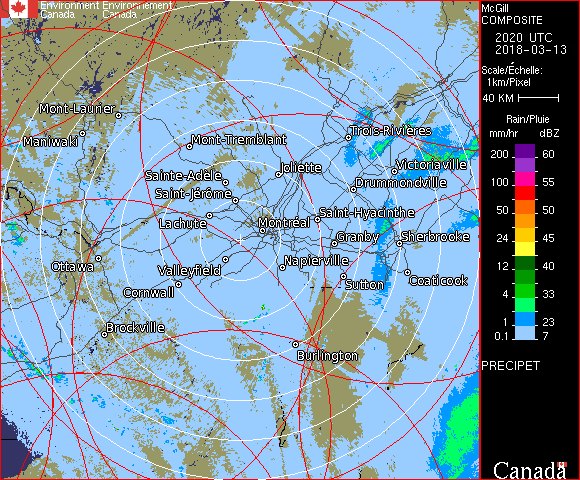 Environment Environnement
Canada Canada
McGill
COMPOSITE
2020 UTC
2018-03-13
Scale/Échelle:
1km/Pixel
40 KM
Rain/Pluie
mm/hr dBZ
200 60
100 55
50 50
24 45
12 40
4 33
2 23
0.1 7
PRECIPET
Canada
Mont-Laurier
Maniwaki
Mont-Tremblant
Trois-Rivières
Victoriaville
Joliette
Sainte-Adèle
Drummondville
Saint-Jérôme
Lachute
Montréal
Saint-Hyacinthe
Granby
Sherbrooke
Ottawa
Valleyfield
Napierville
Coaticook
Sutton
Cornwall
Brockville
Burlington